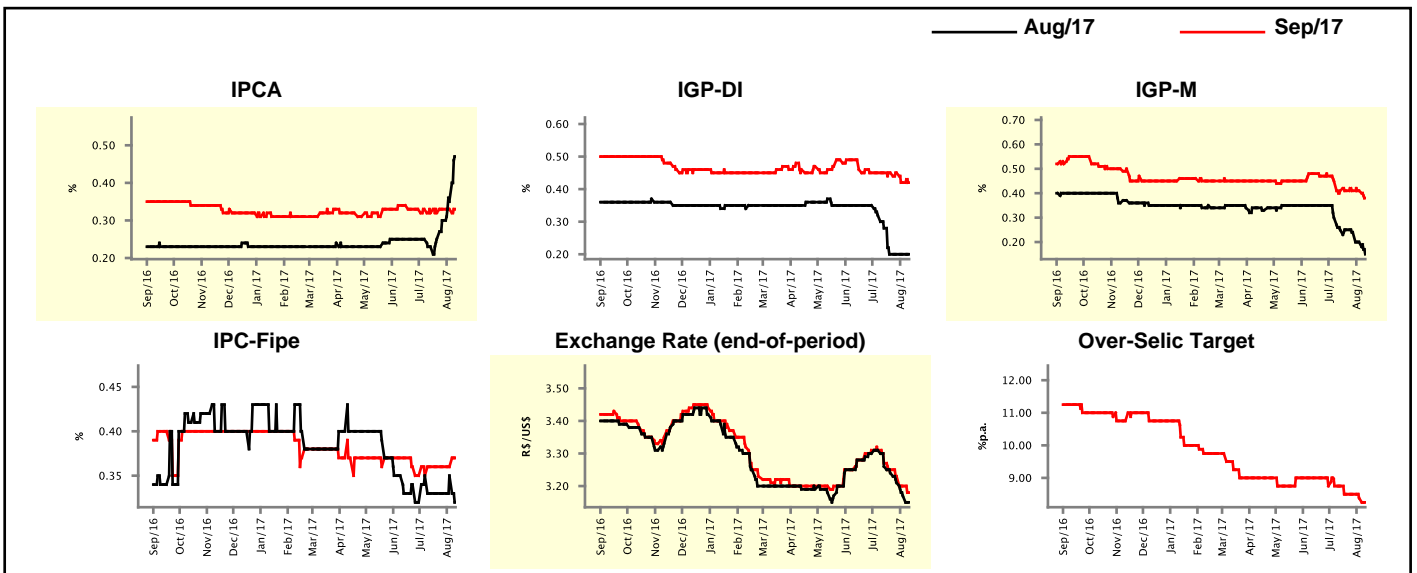 Aug/17 Sep/17
IPCA
IGP-DI
IGP-M
%
0.50
0.40
0.30
0.20
Sep/16 Oct/16 Nov/16 Dec/16 Jan/17 Feb/17 Mar/17 Apr/17 May/17 Jun/17 Jul/17 Aug/17
%
0.60
0.50
0.40
0.30
0.20
Sep/16 Oct/16 Nov/16 Dec/16 Jan/17 Feb/17 Mar/17 Apr/17 May/17 Jun/17 Jul/17 Aug/17
%
0.70
0.60
0.50
0.40
0.30
0.20
Sep/16 Oct/16 Nov/16 Dec/16 Jan/17 Feb/17 Mar/17 Apr/17 May/17 Jun/17 Jul/17 Aug/17
IPC-Fipe
Exchange Rate (end-of-period)
Over-Selic Target
%
0.45
0.40
0.35
Sep/16 Oct/16 Nov/16 Dec/16 Jan/17 Feb/17 Mar/17 Apr/17 May/17 Jun/17 Jul/17 Aug/17
R$/US$
3.50
3.40
3.30
3.20
Sep/16 Oct/16 Nov/16 Dec/16 Jan/17 Feb/17 Mar/17 Apr/17 May/17 Jun/17 Jul/17 Aug/17
%p.a.
12.00
11.00
10.00
9.00
Sep/16 Oct/16 Nov/16 Dec/16 Jan/17 Feb/17 Mar/17 Apr/17 May/17 Jun/17 Jul/17 Aug/17